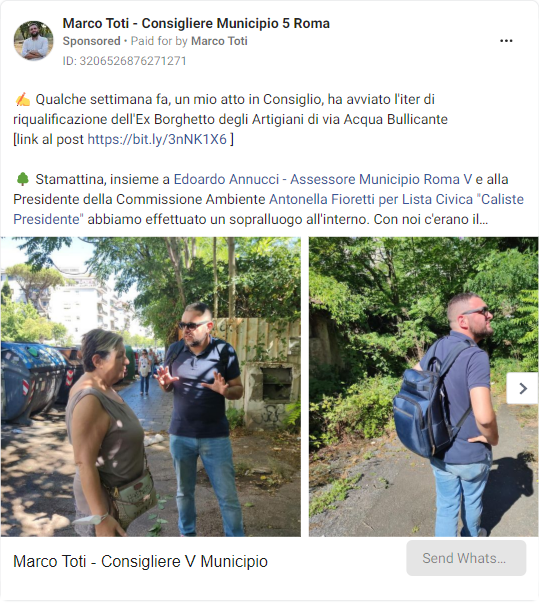 Marco Toti - Consigliere Municipio 5 Roma
Sponsored • Paid for by Marco Toti
ID: 3206526876271271
✍️ Qualche settimana fa, un mio atto in Consiglio, ha avviato l'iter di
riqualificazione dell'Ex Borghetto degli Artigiani di via Acqua Bullicante
[link al post https://bit.ly/3nNK1X6 ]
🌳 Stamattina, insieme a Edoardo Annucci - Assessore Municipio Roma V e alla
Presidente della Commissione Ambiente Antonella Fioretti per Lista Civica "Caliste
Presidente" abbiamo effettuato un sopralluogo all'interno. Con noi c'erano il...
Marco Toti - Consigliere V Municipio
Send Whats...